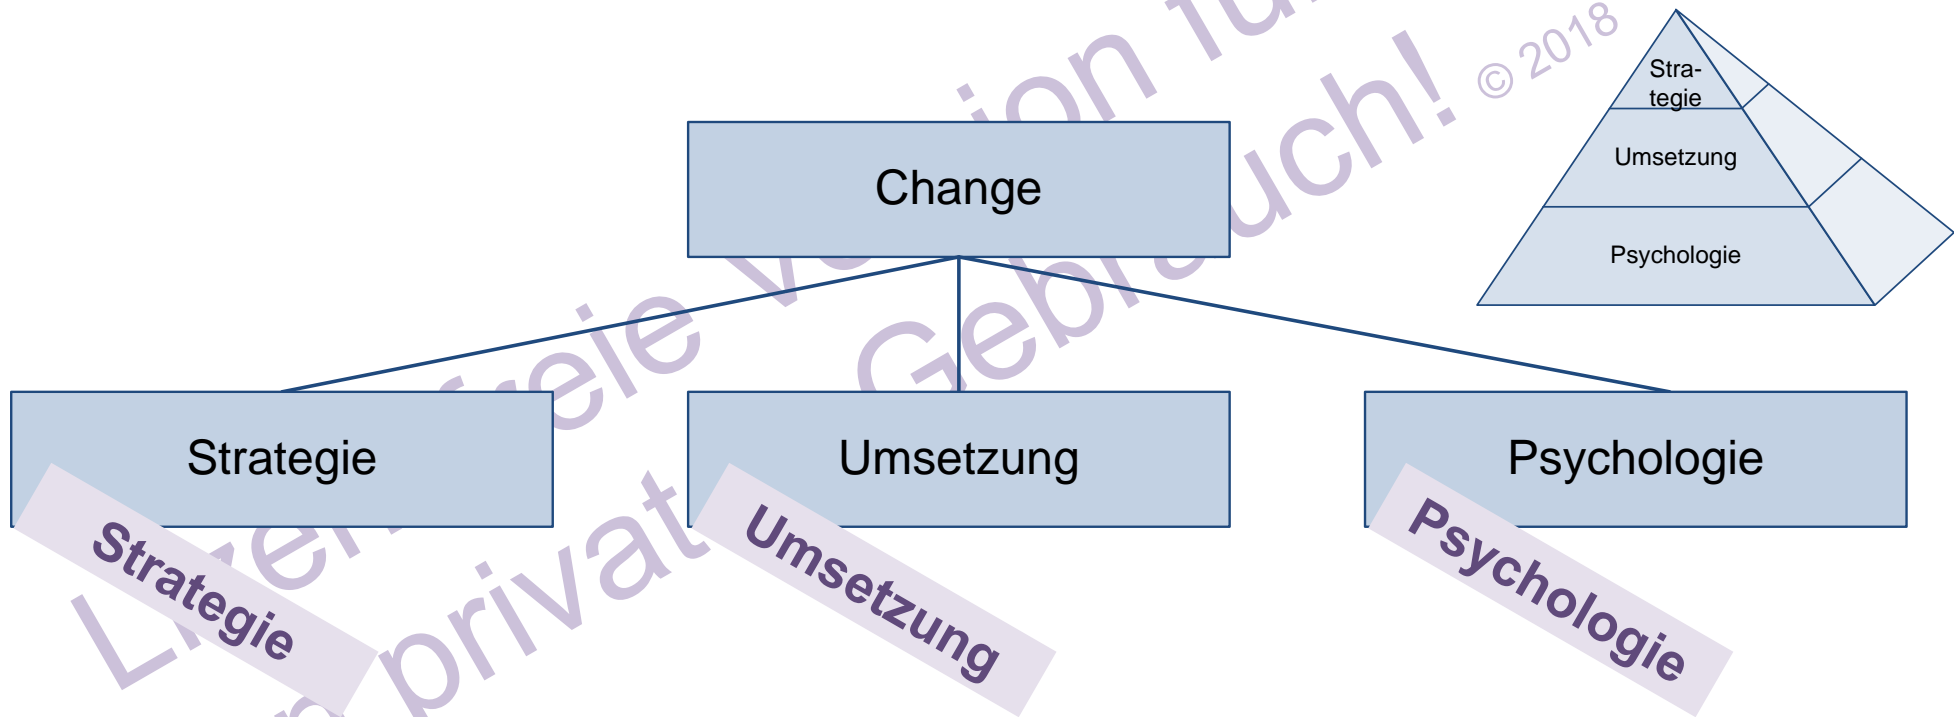 © 2018
Stra-
tegie
Umsetzung
Psychologie
Change
Strategie
Umsetzung
Psychologie
Strategie
Umsetzung
Psychologie
privat
Gebrauch!